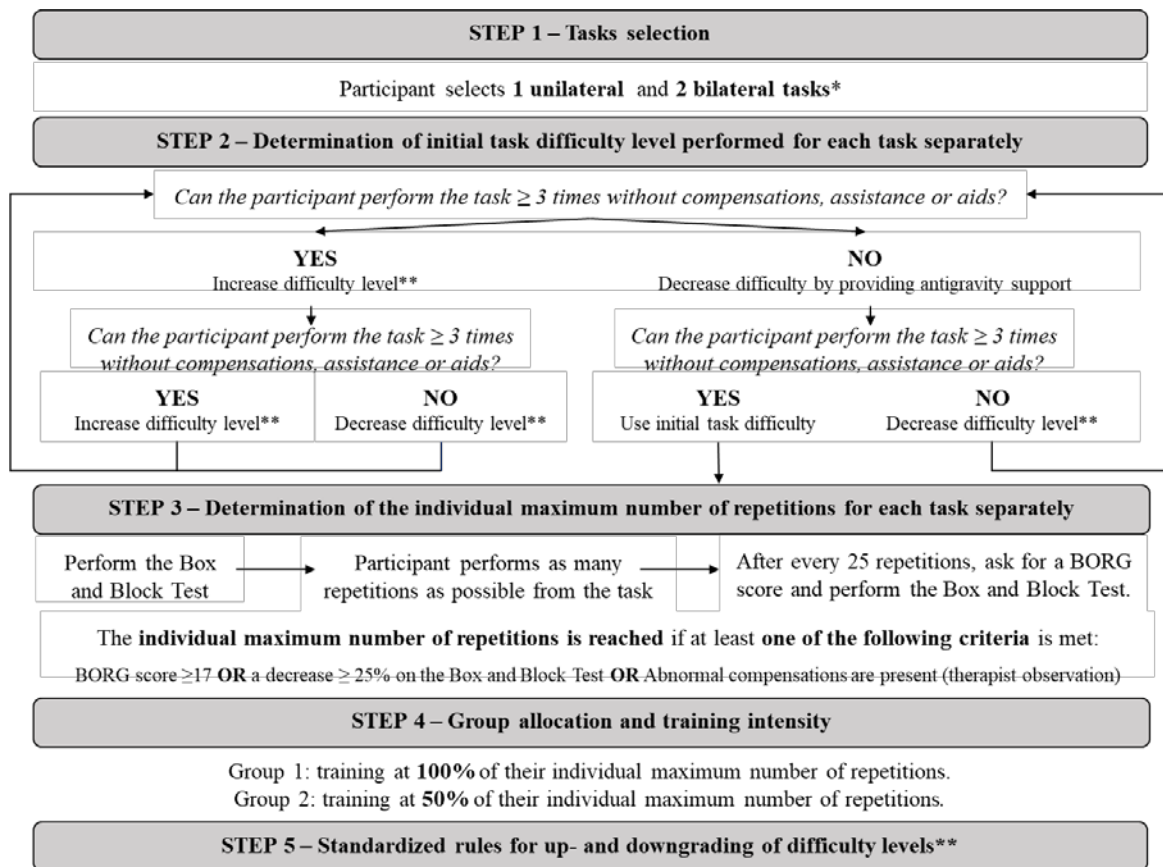 STEP 1 – Tasks selection
Participant selects 1 unilateral and 2 bilateral tasks*
STEP 2 – Determination of initial task difficulty level performed for each task separately
Can the participant perform the task ≥ 3 times without compensations, assistance or aids?
YES
Increase difficulty level**
NO
Decrease difficulty by providing antigravity support
Can the participant perform the task ≥ 3 times
without compensations, assistance or aids?
Can the participant perform the task ≥ 3 times
without compensations, assistance or aids?
YES
Increase difficulty level**
NO
Decrease difficulty level**
YES
Use initial task difficulty
NO
Decrease difficulty level**
STEP 3 – Determination of the individual maximum number of repetitions for each task separately
Perform the Box
and Block Test
Participant performs as many
repetitions as possible from the task
After every 25 repetitions, ask for a BORG
score and perform the Box and Block Test.
The individual maximum number of repetitions is reached if at least one of the following criteria is met:
BORG score ≥17 OR a decrease ≥ 25% on the Box and Block Test OR Abnormal compensations are present (therapist observation)
STEP 4 – Group allocation and training intensity
Group 1: training at 100% of their individual maximum number of repetitions.
Group 2: training at 50% of their individual maximum number of repetitions.
STEP 5 – Standardized rules for up- and downgrading of difficulty levels**